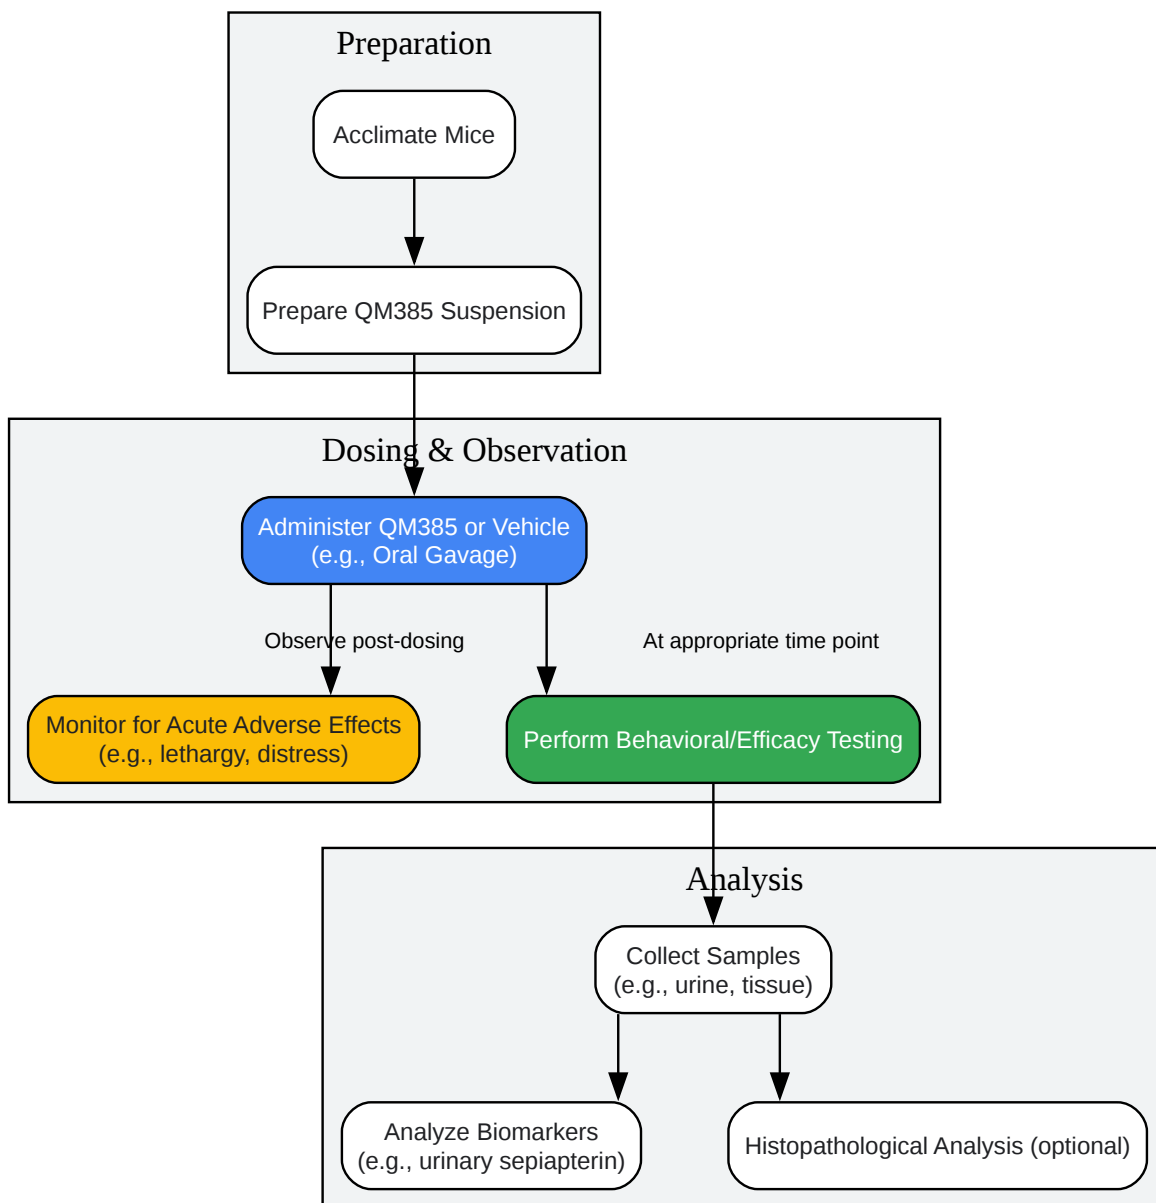 Preparation
Acclimate Mice
Prepare QM385 Suspension
Dosing & Observation
Administer QM385 or Vehicle
(e.g., Oral Gavage)
Observe post-dosing
At appropriate time point
Monitor for Acute Adverse Effects
(e.g., lethargy, distress)
Perform Behavioral/Efficacy Testing
Analysis
Collect Samples
(e.g., urine, tissue)
Analyze Biomarkers
(e.g., urinary sepiapterin)
Histopathological Analysis (optional)